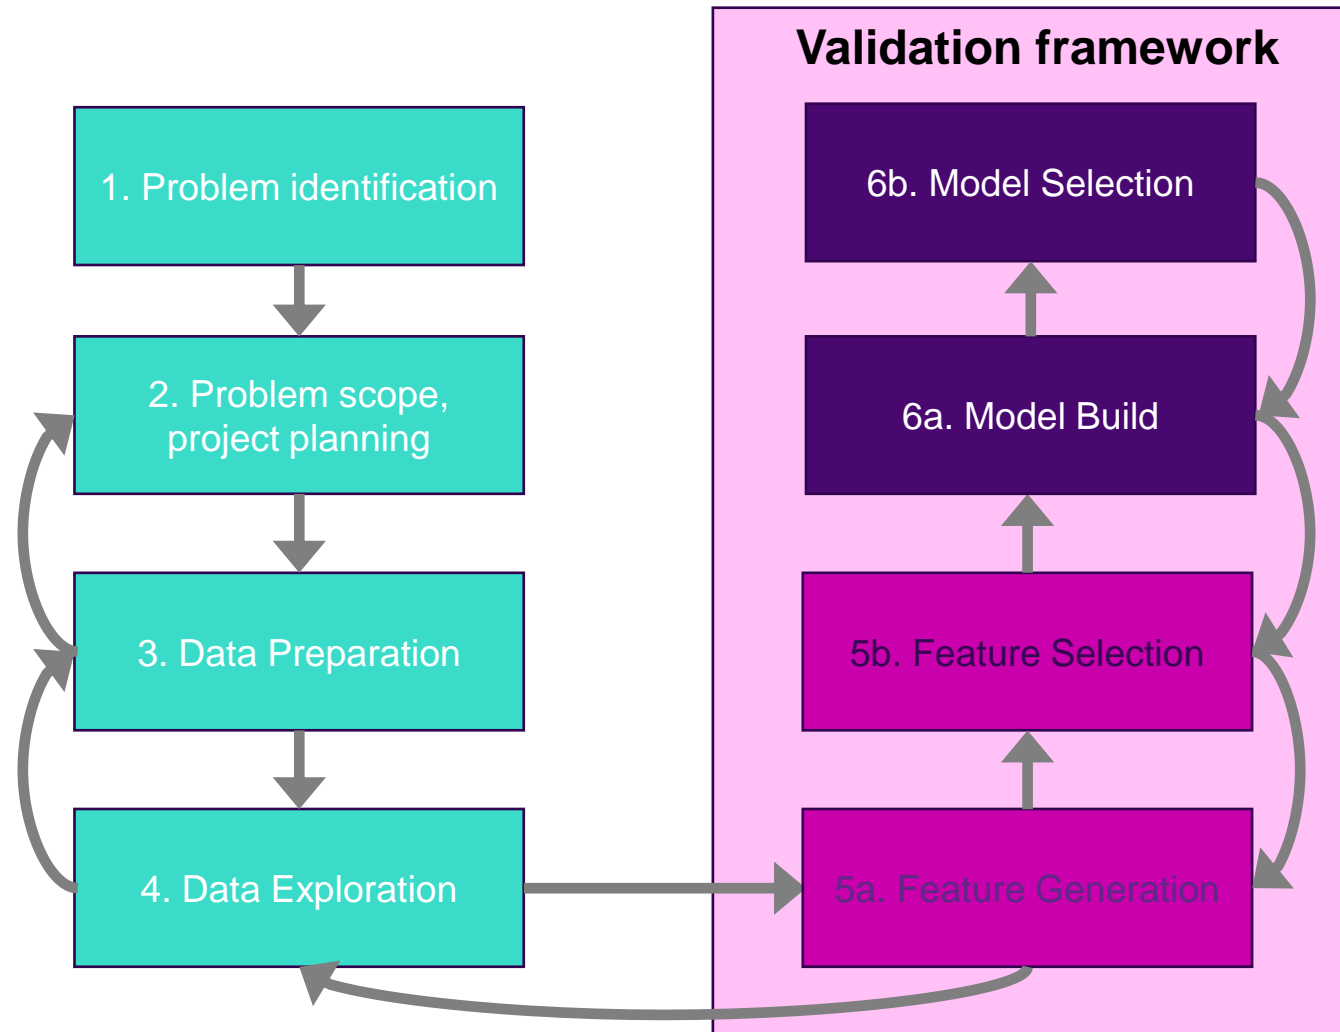 Validation framework
1. Problem identification
2. Problem scope,
project planning
3. Data Preparation
4. Data Exploration
6b. Model Selection
6a. Model Build
5b. Feature Selection
5a. Feature Generation